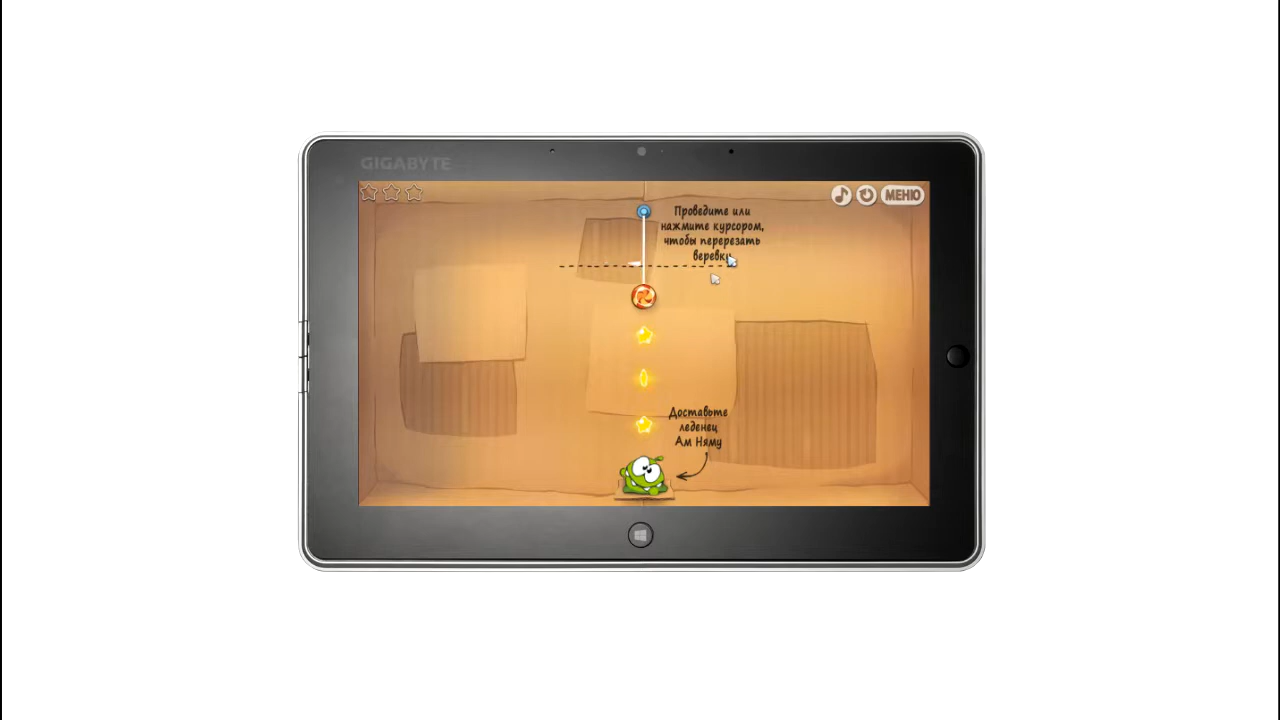 GIGABYTE
МЕНЮ
Проведите или
нажмите курсором,
чтобы перерезать
веревку
Доставьте
леденец
Ам Няму